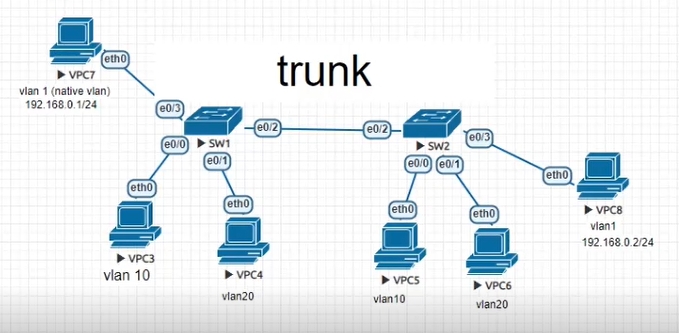 trunk
eth0
VPC7
vlan 1 (native vlan)
192.168.0.1/24
e0/3
SW1
e0/2
e0/0
e0/1
e0/2
SW2
e0/3
e0/0
e0/1
eth0
VPC3
vlan 10
eth0
VPC4
vlan20
eth0
VPC5
vlan10
eth0
VPC6
vlan20
eth0
VPC8
vlan1
192.168.0.2/24